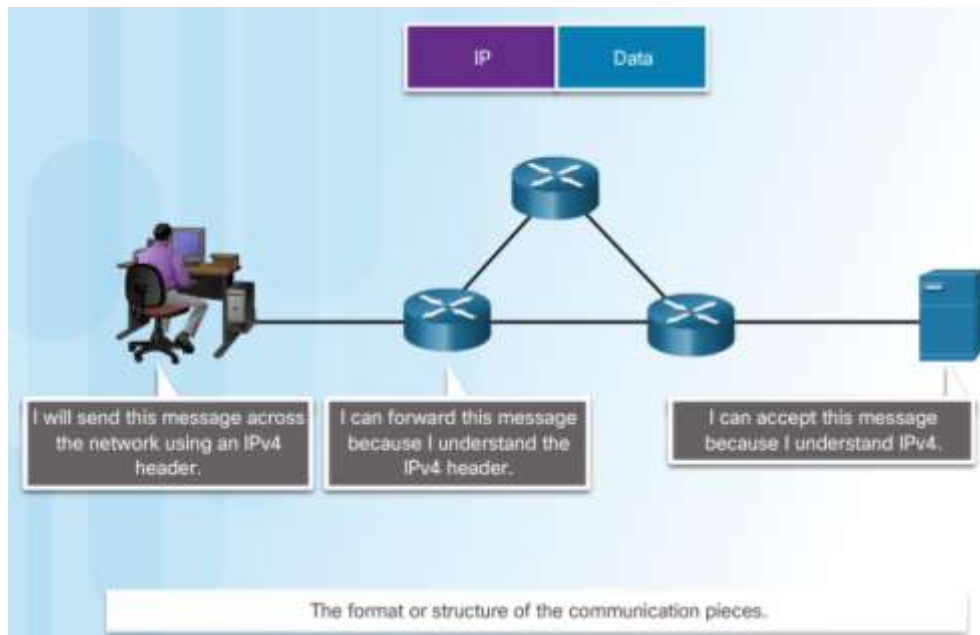 IP
Data
I will send this message across
the network using an IPv4
header.
I can forward this message
because I understand the
IPv4 header.
I can accept this message
because I understand IPv4.
The format or structure of the communication pieces.